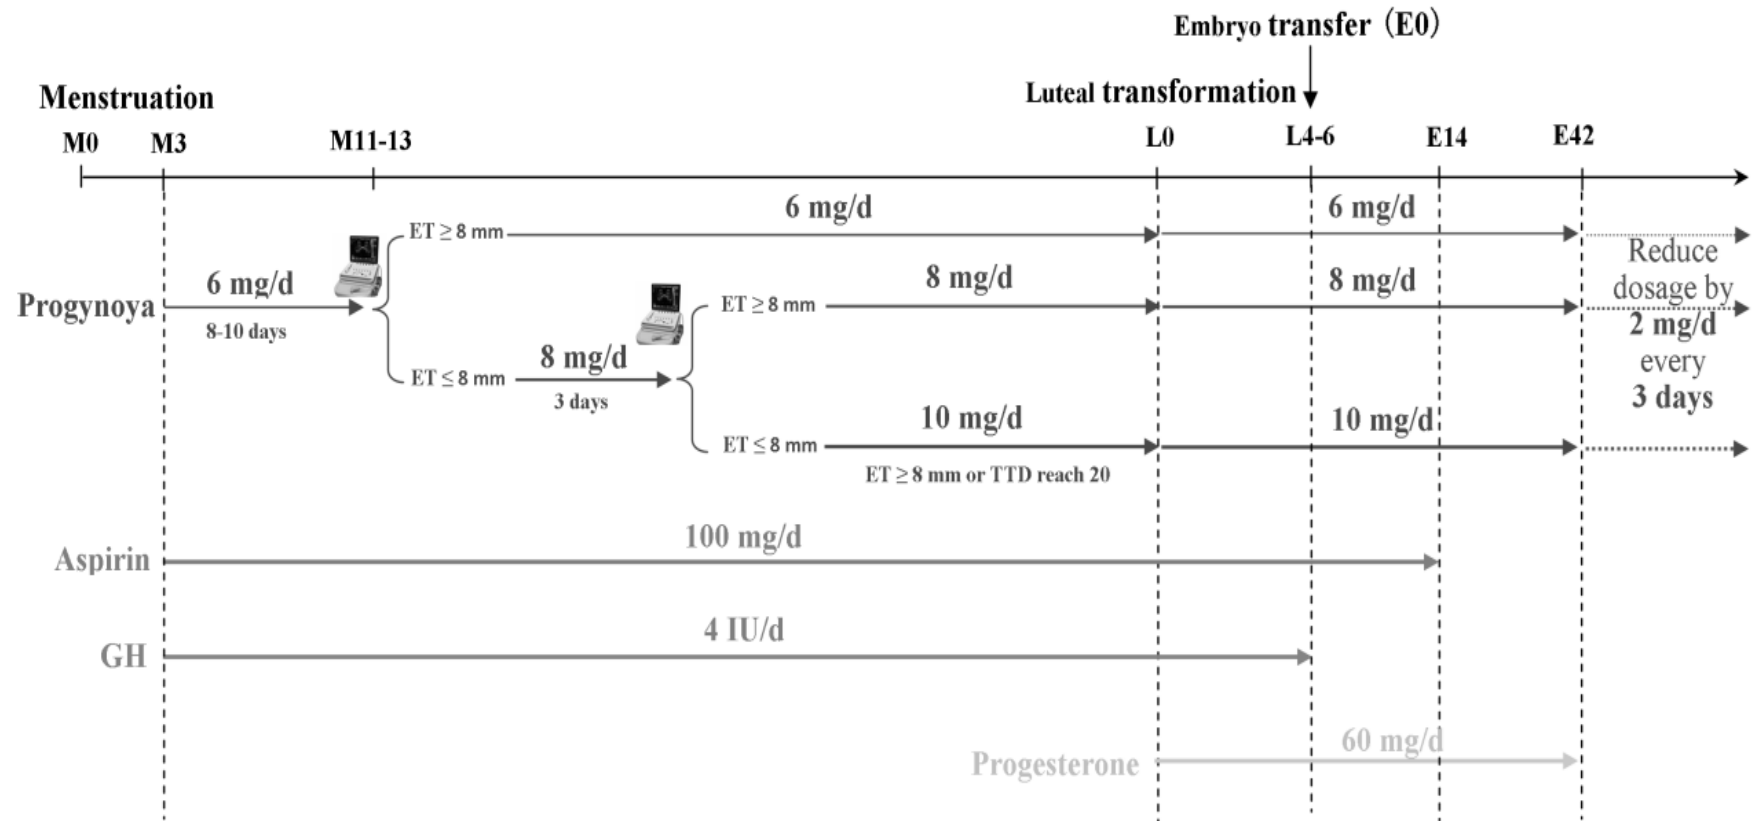 Embryo transfer (E0)
Luteal transformation
Menstruation
M0 M3 M11-13 L0 L4-6 E14 E42
6 mg/d 6 mg/d
ET ≥ 8 mm
Reduce
dosage by
2 mg/d
every
3 days
6 mg/d
Progynoya
8-10 days
8 mg/d 8 mg/d
ET ≥ 8 mm
ET ≤ 8 mm
8 mg/d
3 days
10 mg/d 10 mg/d
ET ≤ 8 mm
ET ≥ 8 mm or TTD reach 20
100 mg/d
Aspirin
4 IU/d
GH
60 mg/d
Progesterone